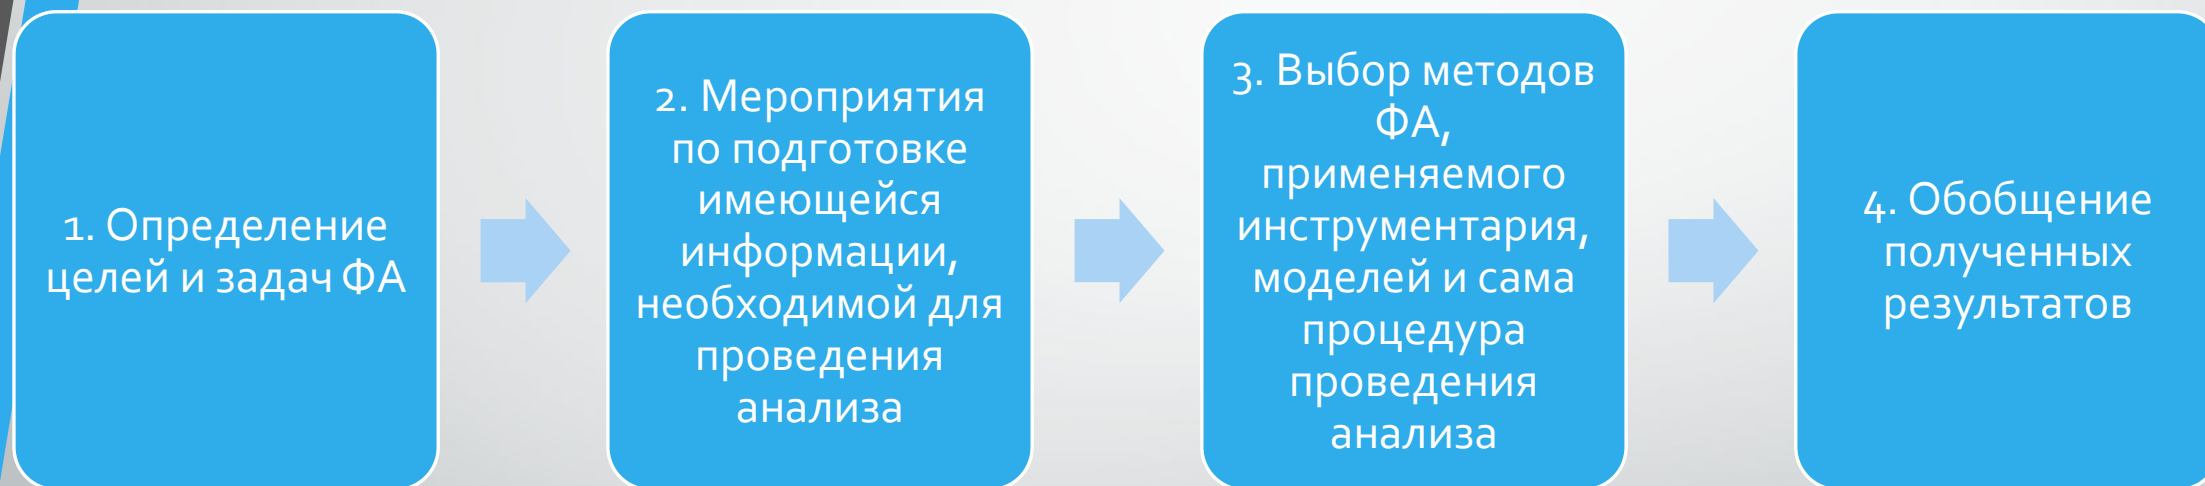 1. Определение
целей и задач ФА
2. Мероприятия
по подготовке
имеющейся
информации,
необходимой для
проведения
анализа
3. Выбор методов
ФА,
применяемого
инструментария,
моделей и сама
процедура
проведения
анализа
4. Обобщение
полученных
результатов